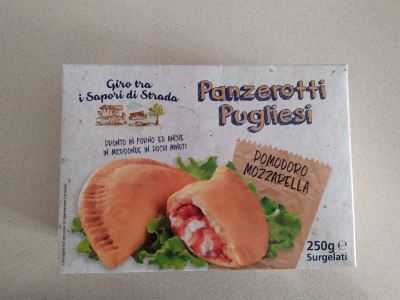 Giro tra
i Sapori di Strada
Panzerotti
Pugliesi
PRONTO IN FORNO ED ANCHE
IN MICROONDE IN POCHI MINUTI
POMODORO
MOZZARELLA
250g e
Surgelati